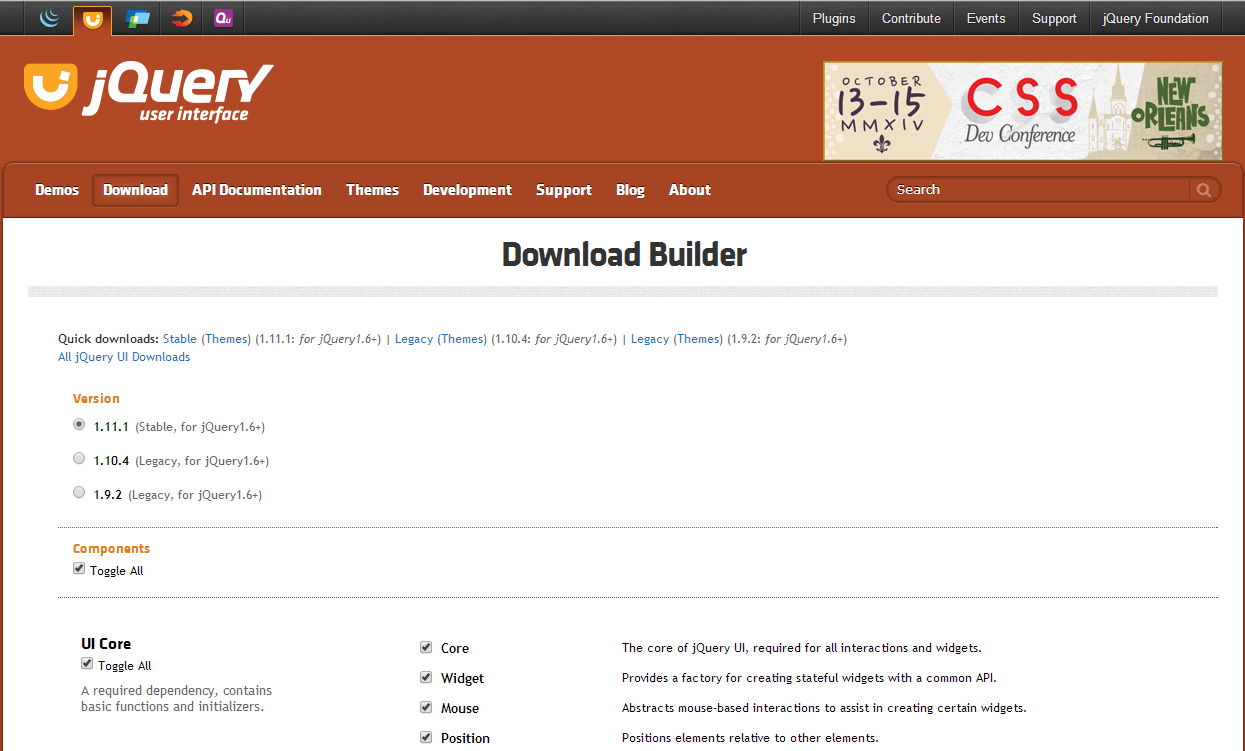 Qu
Plugins
Contribute
Events
Support
jQuery Foundation
jQuery
user interface
OCTOBER
13-15
MMXIV
CSS
Dev Conference
NEW
ORLEANS
Demos
Download
API Documentation
Themes
Development
Support
Blog
About
Search
Download Builder
Quick downloads: Stable (Themes) (1.11.1: for jQuery1.6+) | Legacy (Themes) (1.10.4: for jQuery1.6+) | Legacy (Themes) (1.9.2: for jQuery1.6+)
All jQuery UI Downloads
Version
1.11.1 (Stable, for jQuery1.6+)
1.10.4 (Legacy, for jQuery1.6+)
1.9.2 (Legacy, for jQuery1.6+)
Components
Toggle All
UI Core
Toggle All
A required dependency, contains
basic functions and initializers.
Core The core of jQuery UI, required for all interactions and widgets.
Widget Provides a factory for creating stateful widgets with a common API.
Mouse Abstracts mouse-based interactions to assist in creating certain widgets.
Position Positions elements relative to other elements.